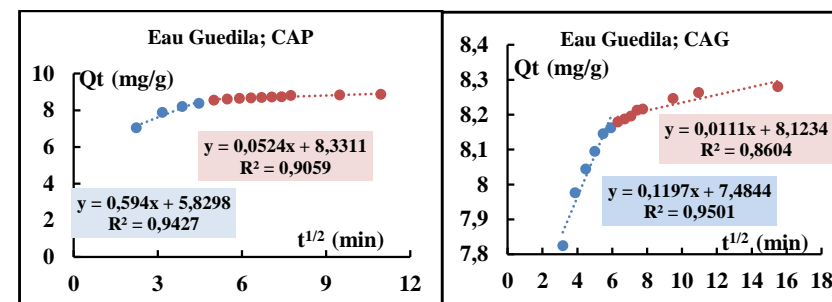 Eau Guedila; CAP
Qt (mg/g)
10
8
6
4
2
0
y = 0,0524x + 8,3311
R² = 0,9059
y = 0,594x + 5,8298
R² = 0,9427
t^1/2 (min)
0 3 6 9 12
Eau Guedila; CAG
Qt (mg/g)
8,4
8,3
8,2
8,1
8
7,9
7,8
y = 0,0111x + 8,1234
R² = 0,8604
y = 0,1197x + 7,4844
R² = 0,9501
t^1/2 (min)
0 2 4 6 8 10 12 14 16 18